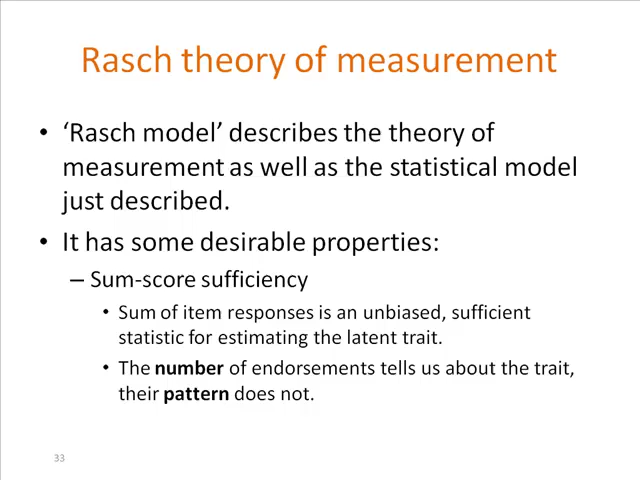 Rasch theory of measurement
• ‘Rasch model’ describes the theory of
measurement as well as the statistical model
just described.
• It has some desirable properties:
– Sum-score sufficiency
• Sum of item responses is an unbiased, sufficient
statistic for estimating the latent trait.
• The number of endorsements tells us about the trait,
their pattern does not.
33